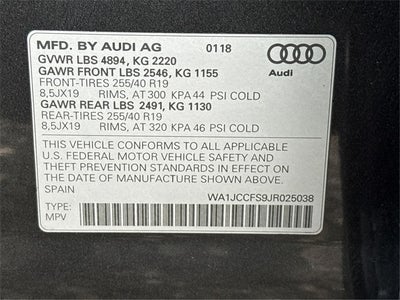 MFD. BY AUDI AG 0118
GVWR LBS 4894, KG 2220
GAWR FRONT LBS 2546, KG 1155
FRONT-TIRES 255/40 R19
8,5JX19 RIMS, AT 300 KPA 44 PSI COLD
GAWR REAR LBS 2491, KG 1130
REAR-TIRES 255/40 R19
8,5JX19 RIMS, AT 320 KPA 46 PSI COLD
Audi
THIS VEHICLE CONFORMS TO ALL APPLICABLE
U.S. FEDERAL MOTOR VEHICLE SAFETY AND
THEFT PREVENTION STANDARDS IN EFFECT ON THE
DATE OF MANUFACTURE SHOWN ABOVE.
SPAIN WA1JCCFS9JR025038
TYPE:
MPV